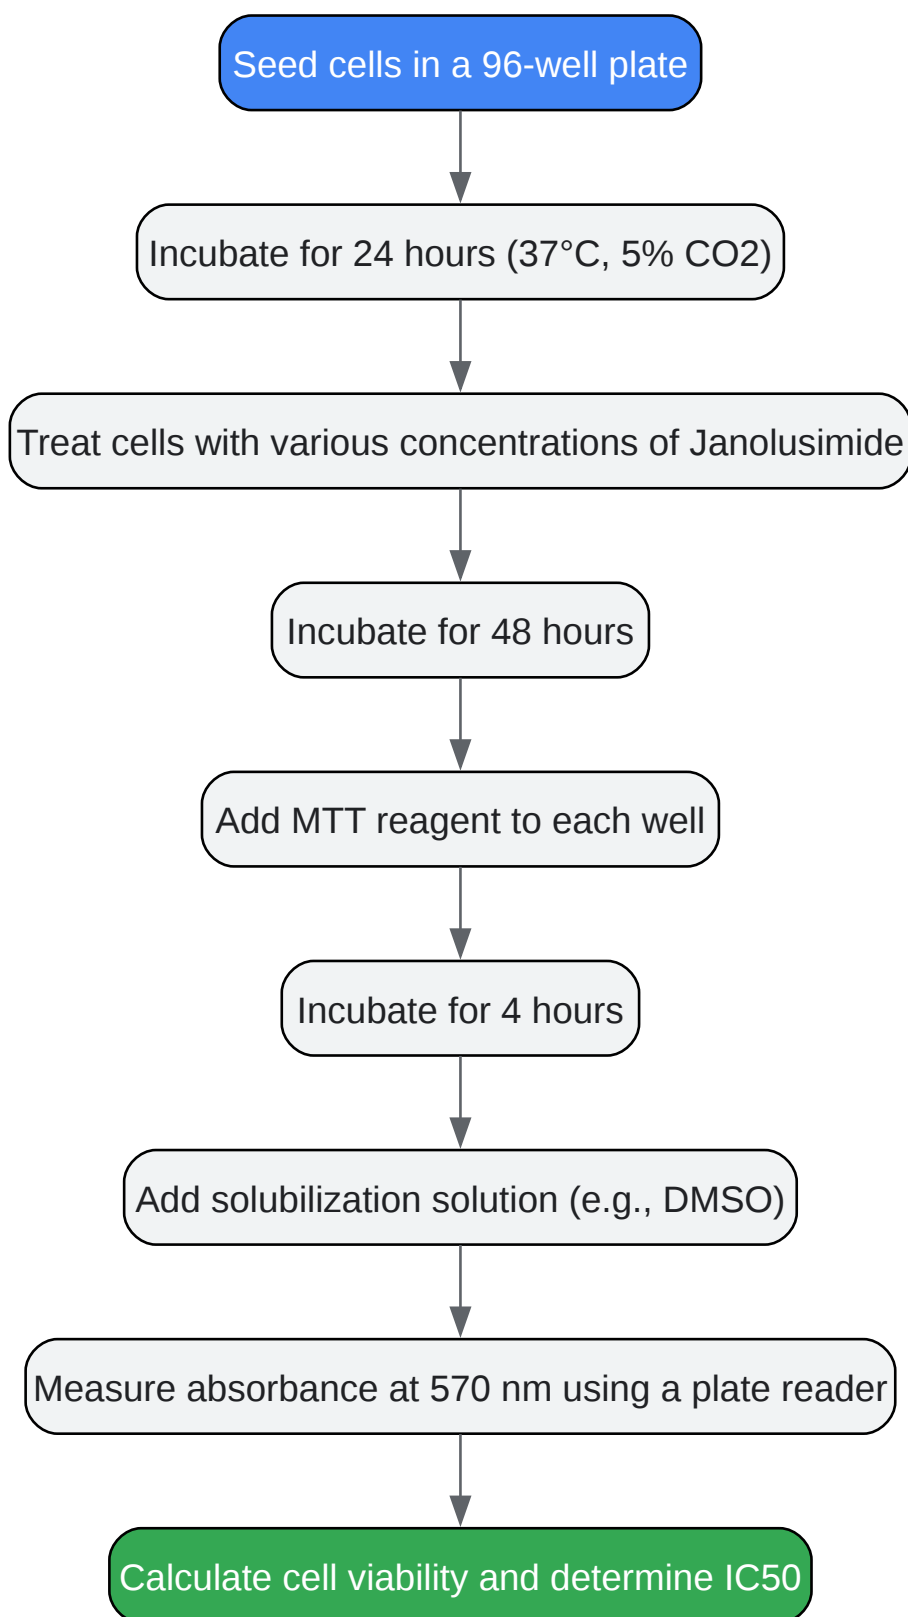 Seed cells in a 96-well plate
Incubate for 24 hours (37°C, 5% CO2)
Treat cells with various concentrations of Janolusimide
Incubate for 48 hours
Add MTT reagent to each well
Incubate for 4 hours
Add solubilization solution (e.g., DMSO)
Measure absorbance at 570 nm using a plate reader
Calculate cell viability and determine IC50